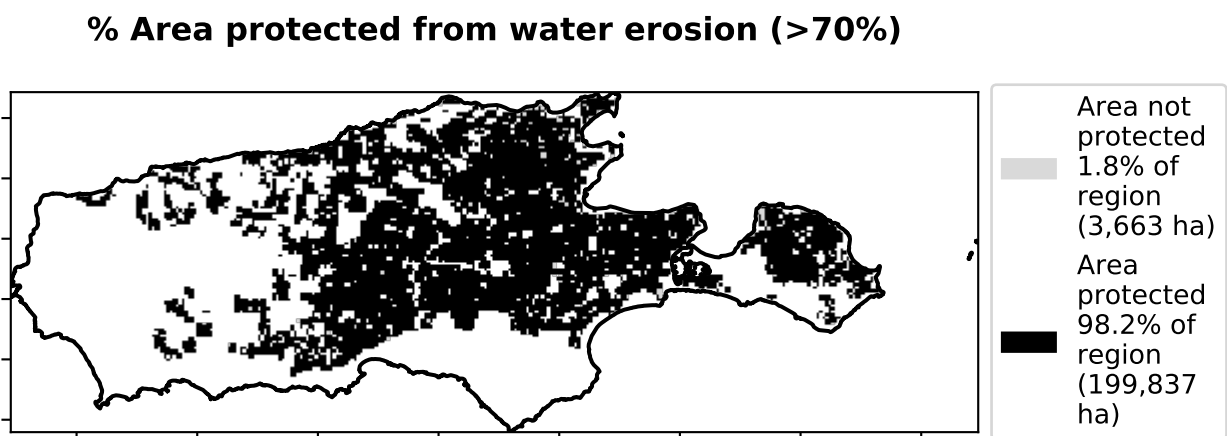 % Area protected from water erosion (>70%)
Area not
protected
1.8% of
region
(3,663 ha)
Area
protected
98.2% of
region
(199,837
ha)